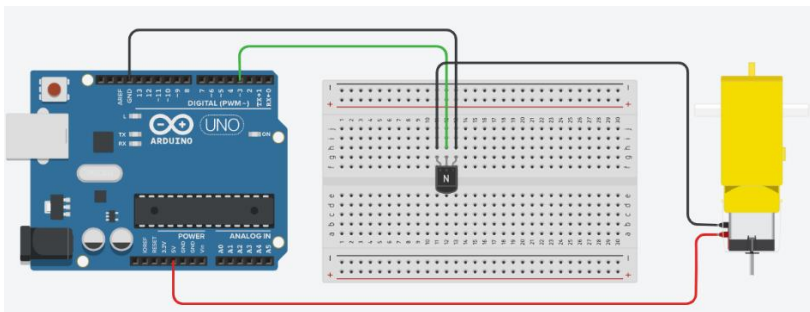 AREF
GND
13
12
~11
~10
~9
8
7
~6
~5
4
~3
2
TX→1
RX←0
DIGITAL (PWM~)
L
TX
RX
UNO
ON
ARDUINO
POWER
ANALOG IN
IOREF
RESET
3.3V
5V
GND
GND
Vin
A0
A1
A2
A3
A4
A5
N